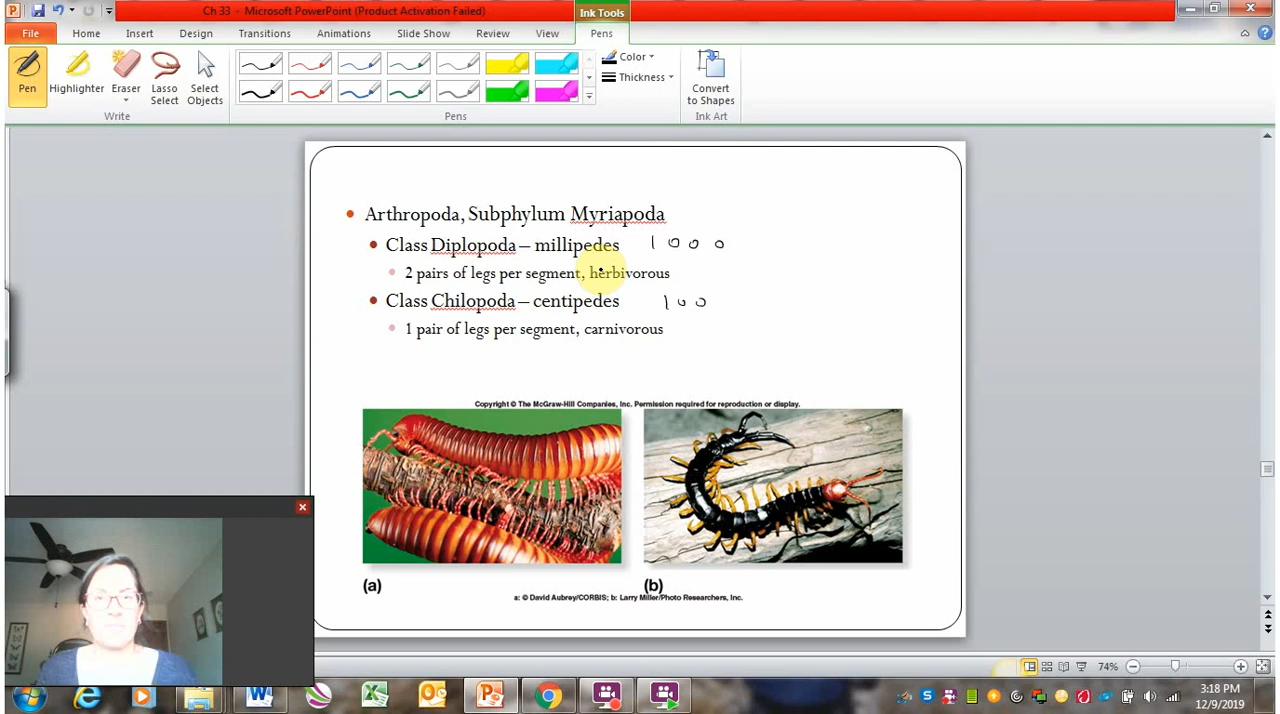 Ch 33 - Microsoft PowerPoint (Product Activation Failed)
Ink Tools
File Home Insert Design Transitions Animations Slide Show Review View Pens
Pen Highlighter Eraser Lasso Select Select Objects
Color
Thickness
Convert to Shapes
Write Pens Ink Art
Arthropoda, Subphylum Myriapoda
Class Diplopoda – millipedes 1000
2 pairs of legs per segment, herbivorous
Class Chilopoda – centipedes 100
1 pair of legs per segment, carnivorous
Copyright © The McGraw-Hill Companies, Inc. Permission required for reproduction or display.
(a) (b)
a: © David Aubrey/CORBIS; b: Larry Miller/Photo Researchers, Inc.
74%
3:18 PM
12/9/2019